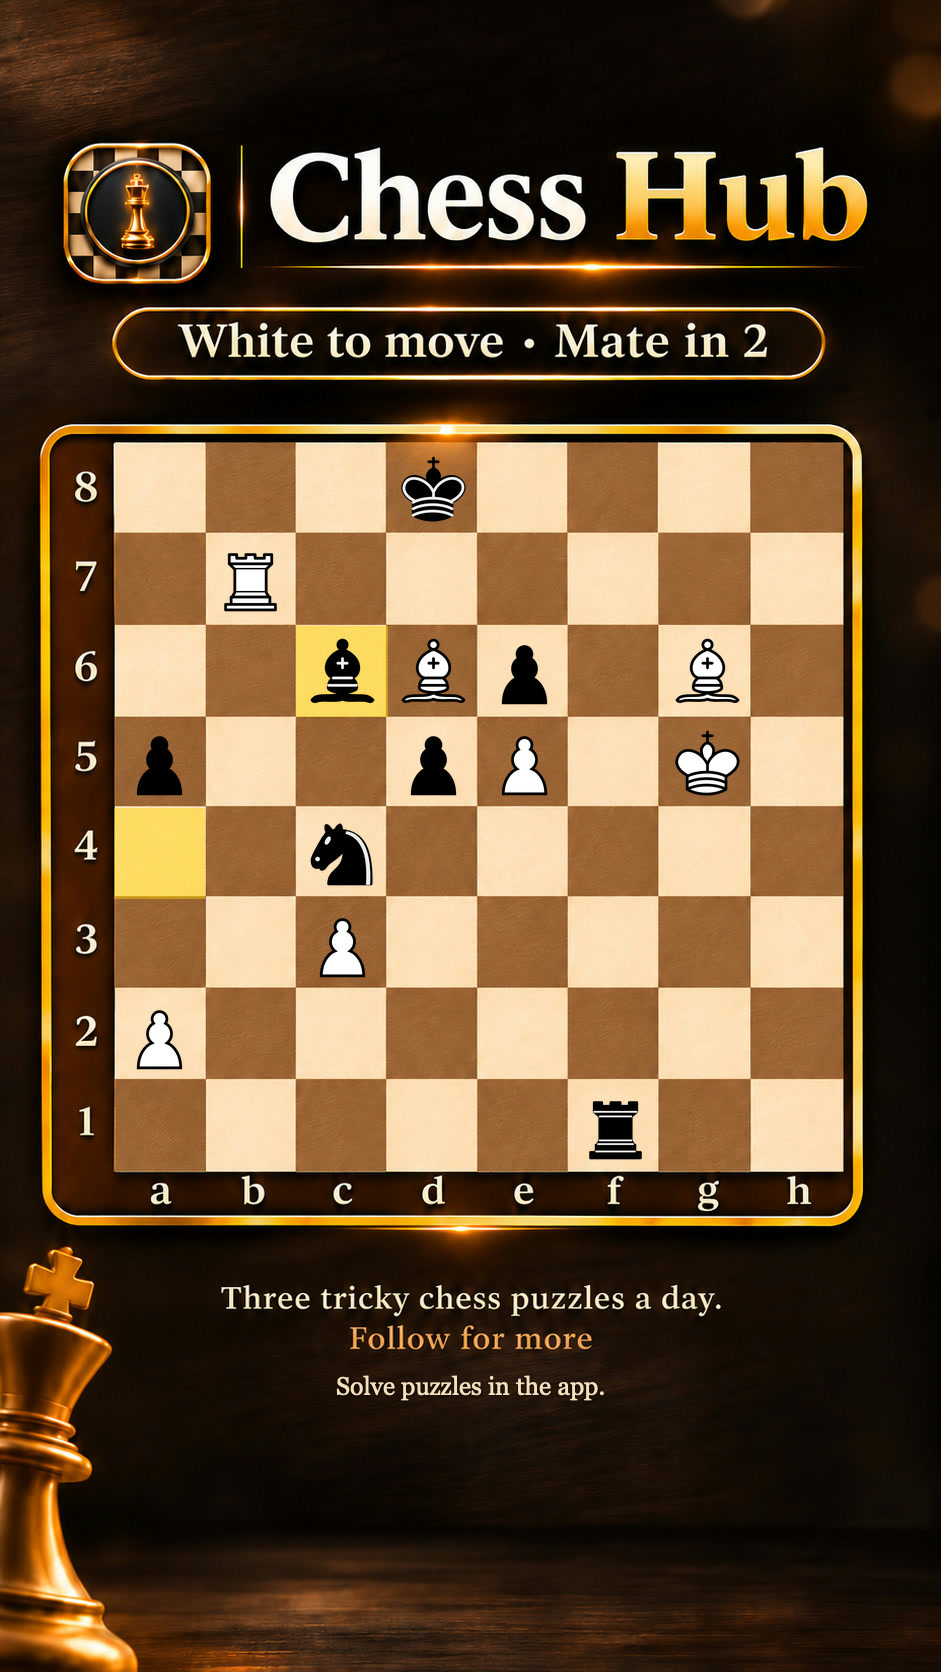 Chess Hub
White to move • Mate in 2
8
7
6
5
4
3
2
1
a b c d e f g h
Three tricky chess puzzles a day.
Follow for more
Solve puzzles in the app.